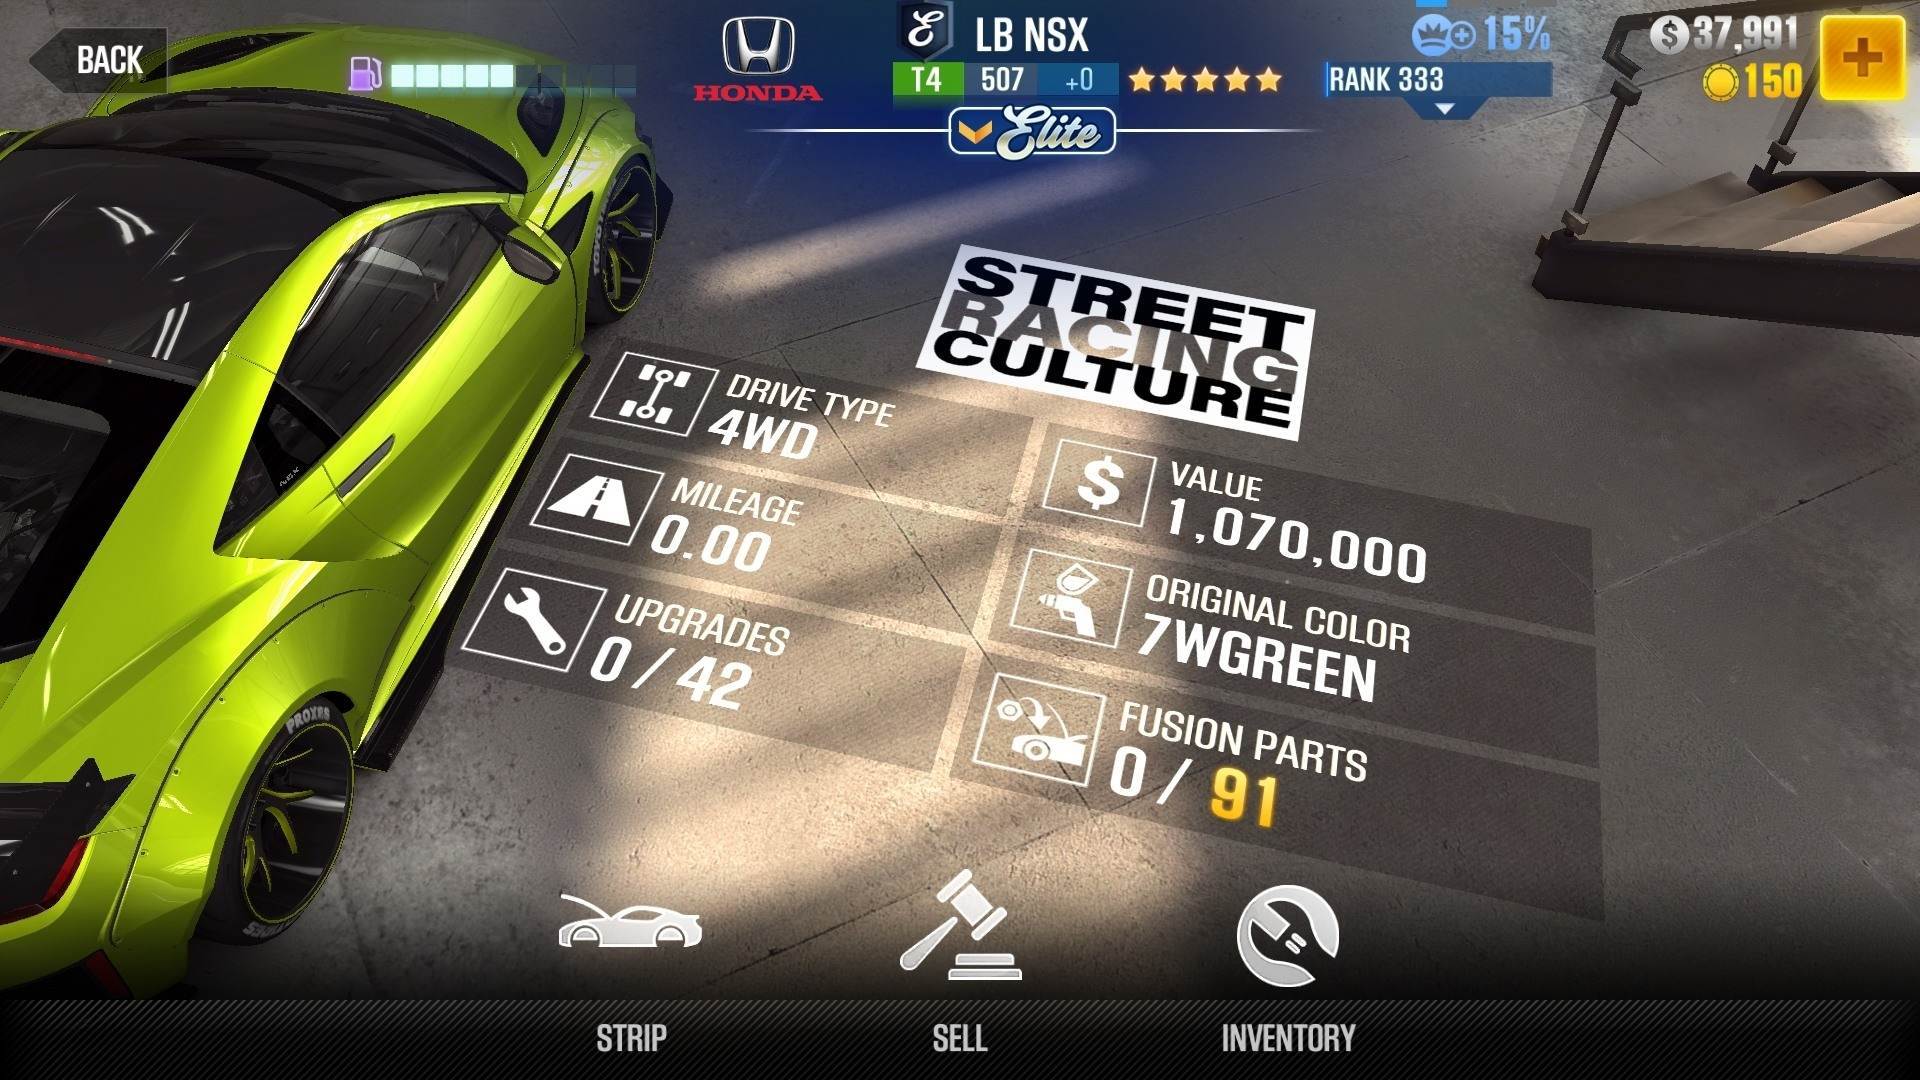 BACK
HONDA
LB NSX
T4 507 +0
Elite
15%
RANK 333
$ 37,991
150
STREET
RACING
CULTURE
DRIVE TYPE
4WD
MILEAGE
0.00
UPGRADES
0 / 42
$ VALUE
1,070,000
ORIGINAL COLOR
7WGREEN
FUSION PARTS
0 / 91
PROXES
STRIP
SELL
INVENTORY